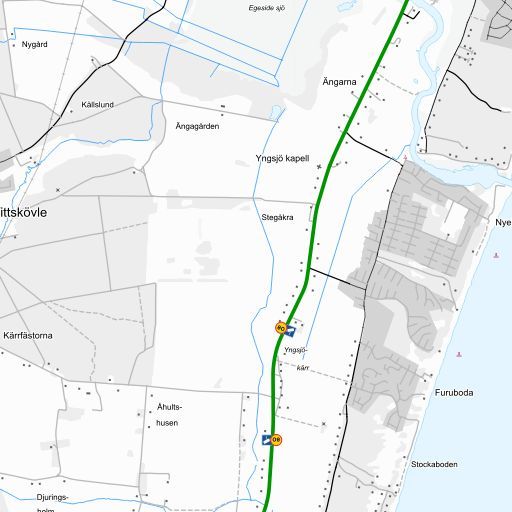 Egeside sjö
Nygård
Ängarna
Källslund
Ängagården
Yngsjö kapell
ittskövle
Stegåkra
Nye
Kärrfästorna
Yngsjö-
kärr
Furuboda
Åhults-
husen
Stockaboden
Djurings-
holm